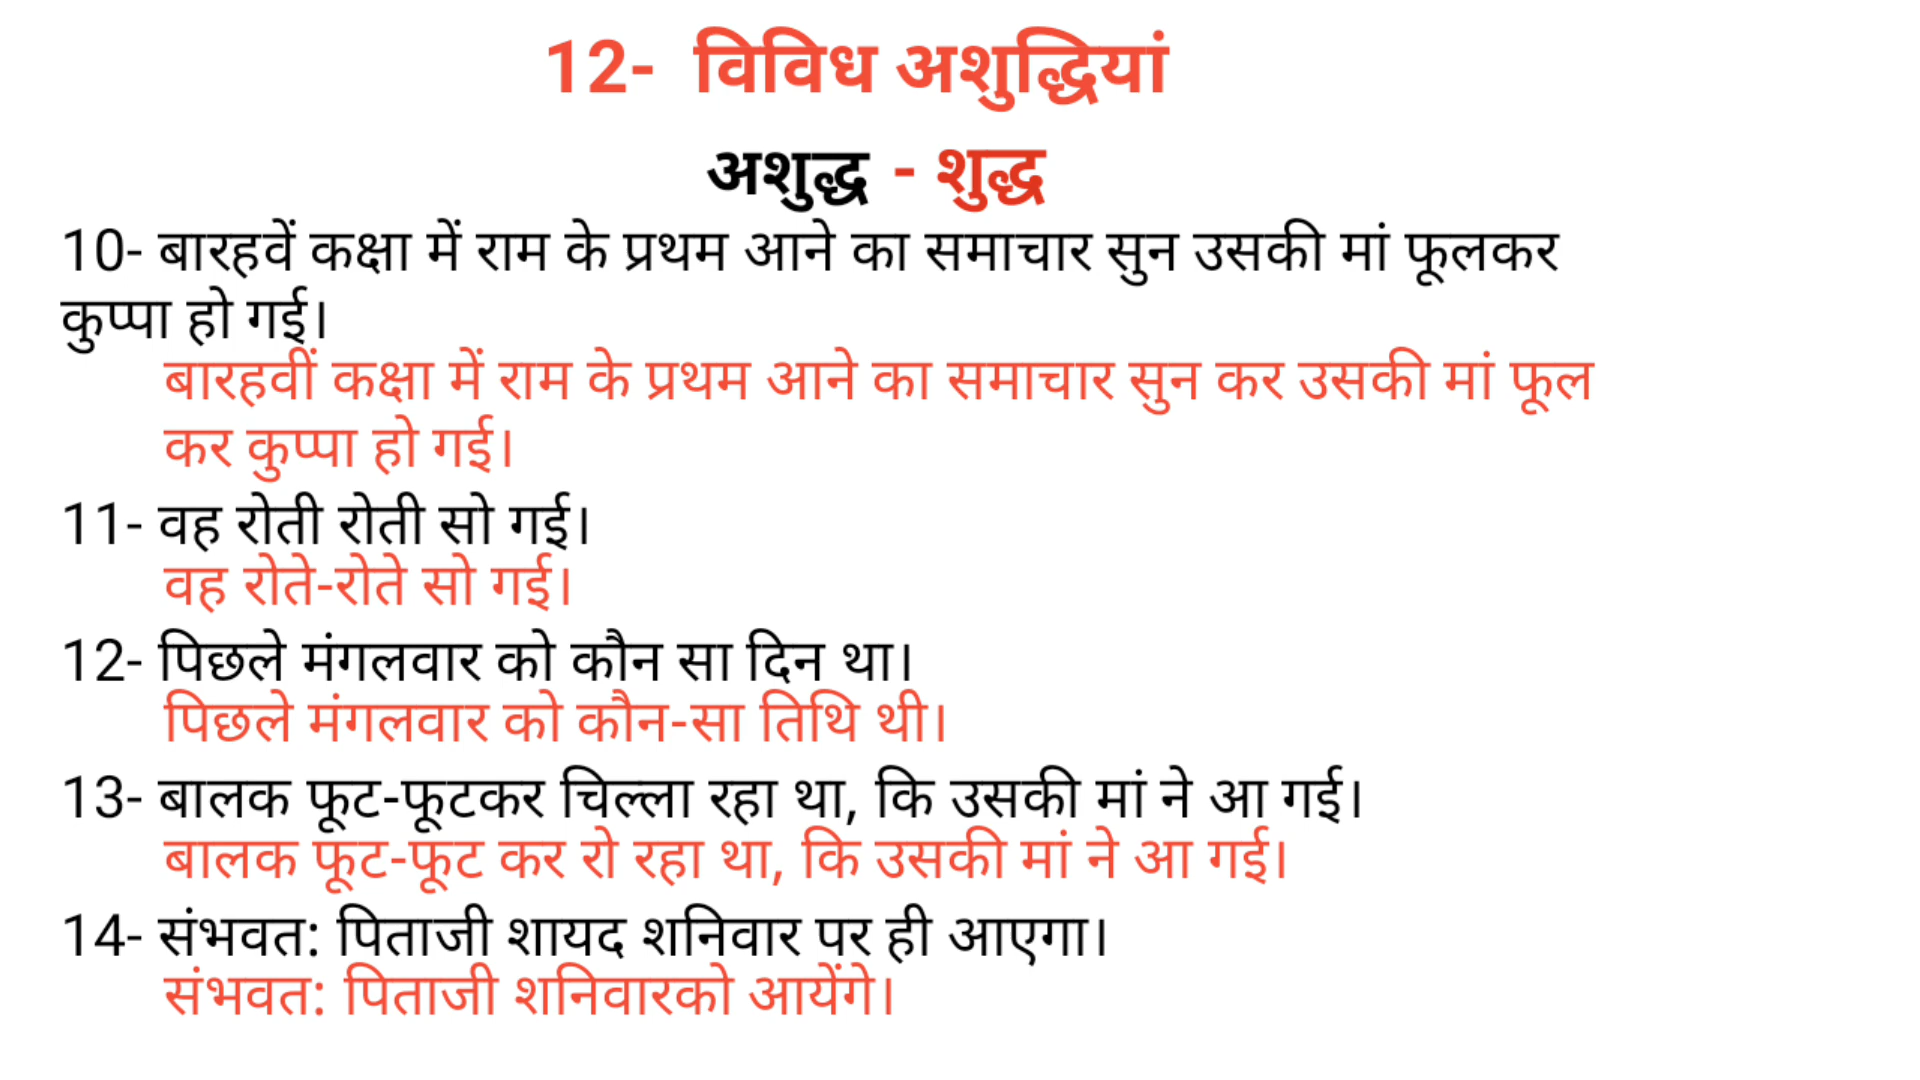 12- विविध अशुद्धियां
अशुद्ध - शुद्ध
10- बारहवें कक्षा में राम के प्रथम आने का समाचार सुन उसकी मां फूलकर
कुप्पा हो गई।
बारहवीं कक्षा में राम के प्रथम आने का समाचार सुन कर उसकी मां फूल
कर कुप्पा हो गई।
11- वह रोती रोती सो गई।
वह रोते-रोते सो गई।
12- पिछले मंगलवार को कौन सा दिन था।
पिछले मंगलवार को कौन-सा तिथि थी।
13- बालक फूट-फूटकर चिल्ला रहा था, कि उसकी मां ने आ गई।
बालक फूट-फूट कर रो रहा था, कि उसकी मां ने आ गई।
14- संभवत: पिताजी शायद शनिवार पर ही आएगा।
संभवत: पिताजी शनिवारको आयेंगे।